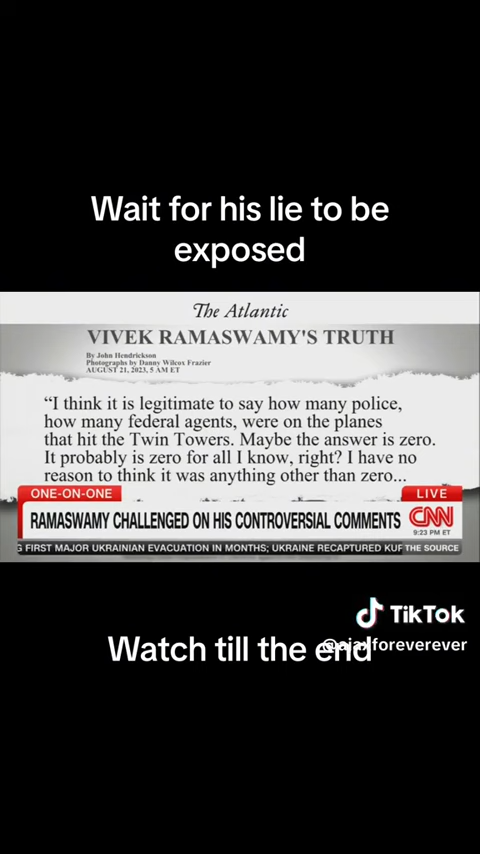 Wait for his lie to be
exposed
The Atlantic
VIVEK RAMASWAMY'S TRUTH
By John Hendrickson
Photographs by Danny Wilcox Frazier
AUGUST 21, 2023, 5 AM ET
“I think it is legitimate to say how many police,
how many federal agents, were on the planes
that hit the Twin Towers. Maybe the answer is zero.
It probably is zero for all I know, right? I have no
reason to think it was anything other than zero...
ONE-ON-ONE
LIVE
RAMASWAMY CHALLENGED ON HIS CONTROVERSIAL COMMENTS
CNN
9:23 PM ET
G FIRST MAJOR UKRAINIAN EVACUATION IN MONTHS; UKRAINE RECAPTURED KUP
THE SOURCE
TikTok
Watch till the end
@ajaxforeverever